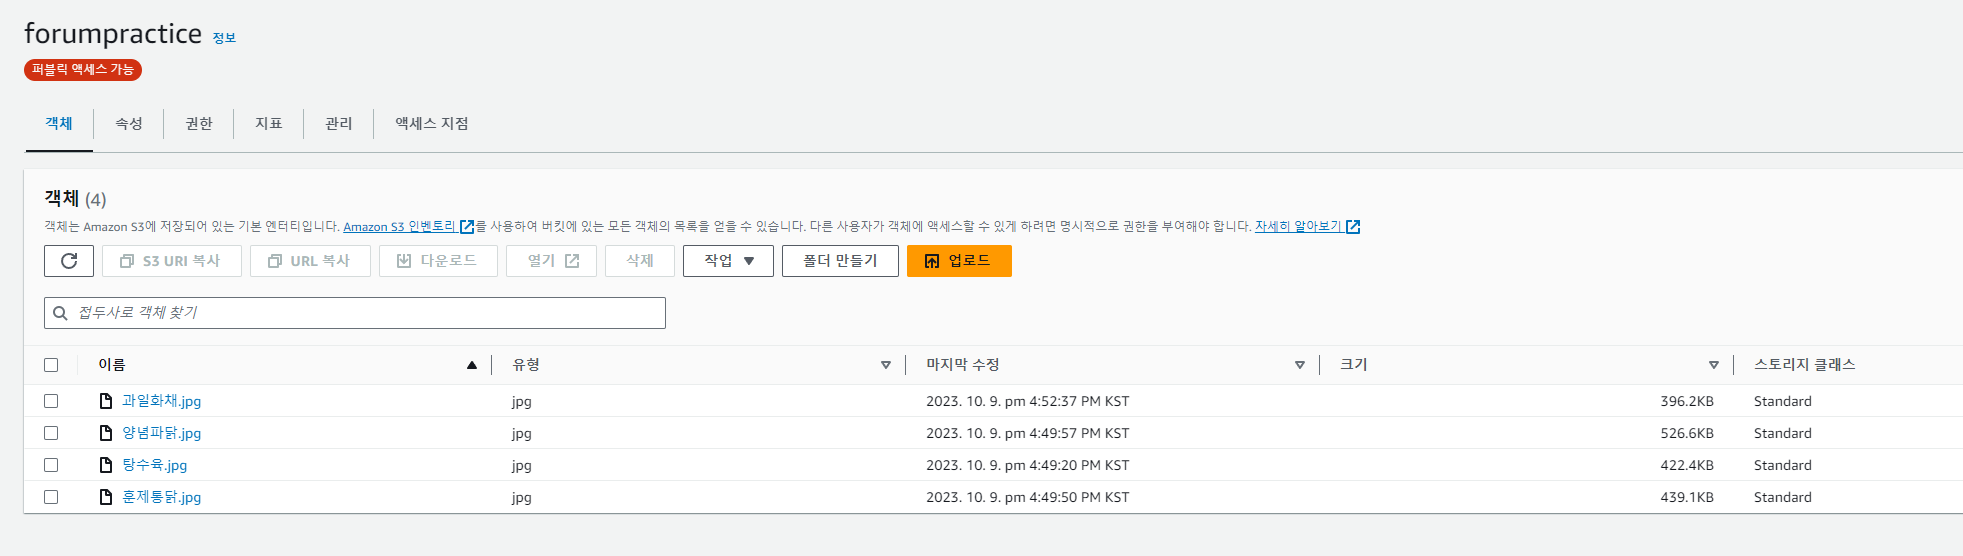 forumpractice 정보
퍼블릭 액세스 가능
객체 속성 권한 지표 관리 액세스 지점
객체 (4)
객체는 Amazon S3에 저장되어 있는 기본 엔터티입니다. Amazon S3 인벤토리를 사용하여 버킷에 있는 모든 객체의 목록을 얻을 수 있습니다. 다른 사용자가 객체에 액세스할 수 있게 하려면 명시적으로 권한을 부여해야 합니다. 자세히 알아보기
S3 URI 복사 URL 복사 다운로드 열기 삭제 작업 폴더 만들기 업로드
접두사로 객체 찾기
이름 유형 마지막 수정 크기 스토리지 클래스
과일화채.jpg jpg 2023. 10. 9. pm 4:52:37 PM KST 396.2KB Standard
양념파닭.jpg jpg 2023. 10. 9. pm 4:49:57 PM KST 526.6KB Standard
탕수육.jpg jpg 2023. 10. 9. pm 4:49:20 PM KST 422.4KB Standard
훈제통닭.jpg jpg 2023. 10. 9. pm 4:49:50 PM KST 439.1KB Standard